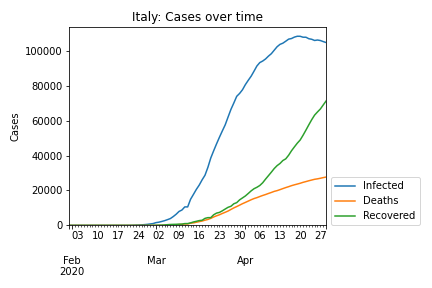 Italy: Cases over time
Cases
100000
80000
60000
40000
20000
0
03 10 17 24 02 09 16 23 30 06 13 20 27
Feb Mar Apr
2020
Infected
Deaths
Recovered